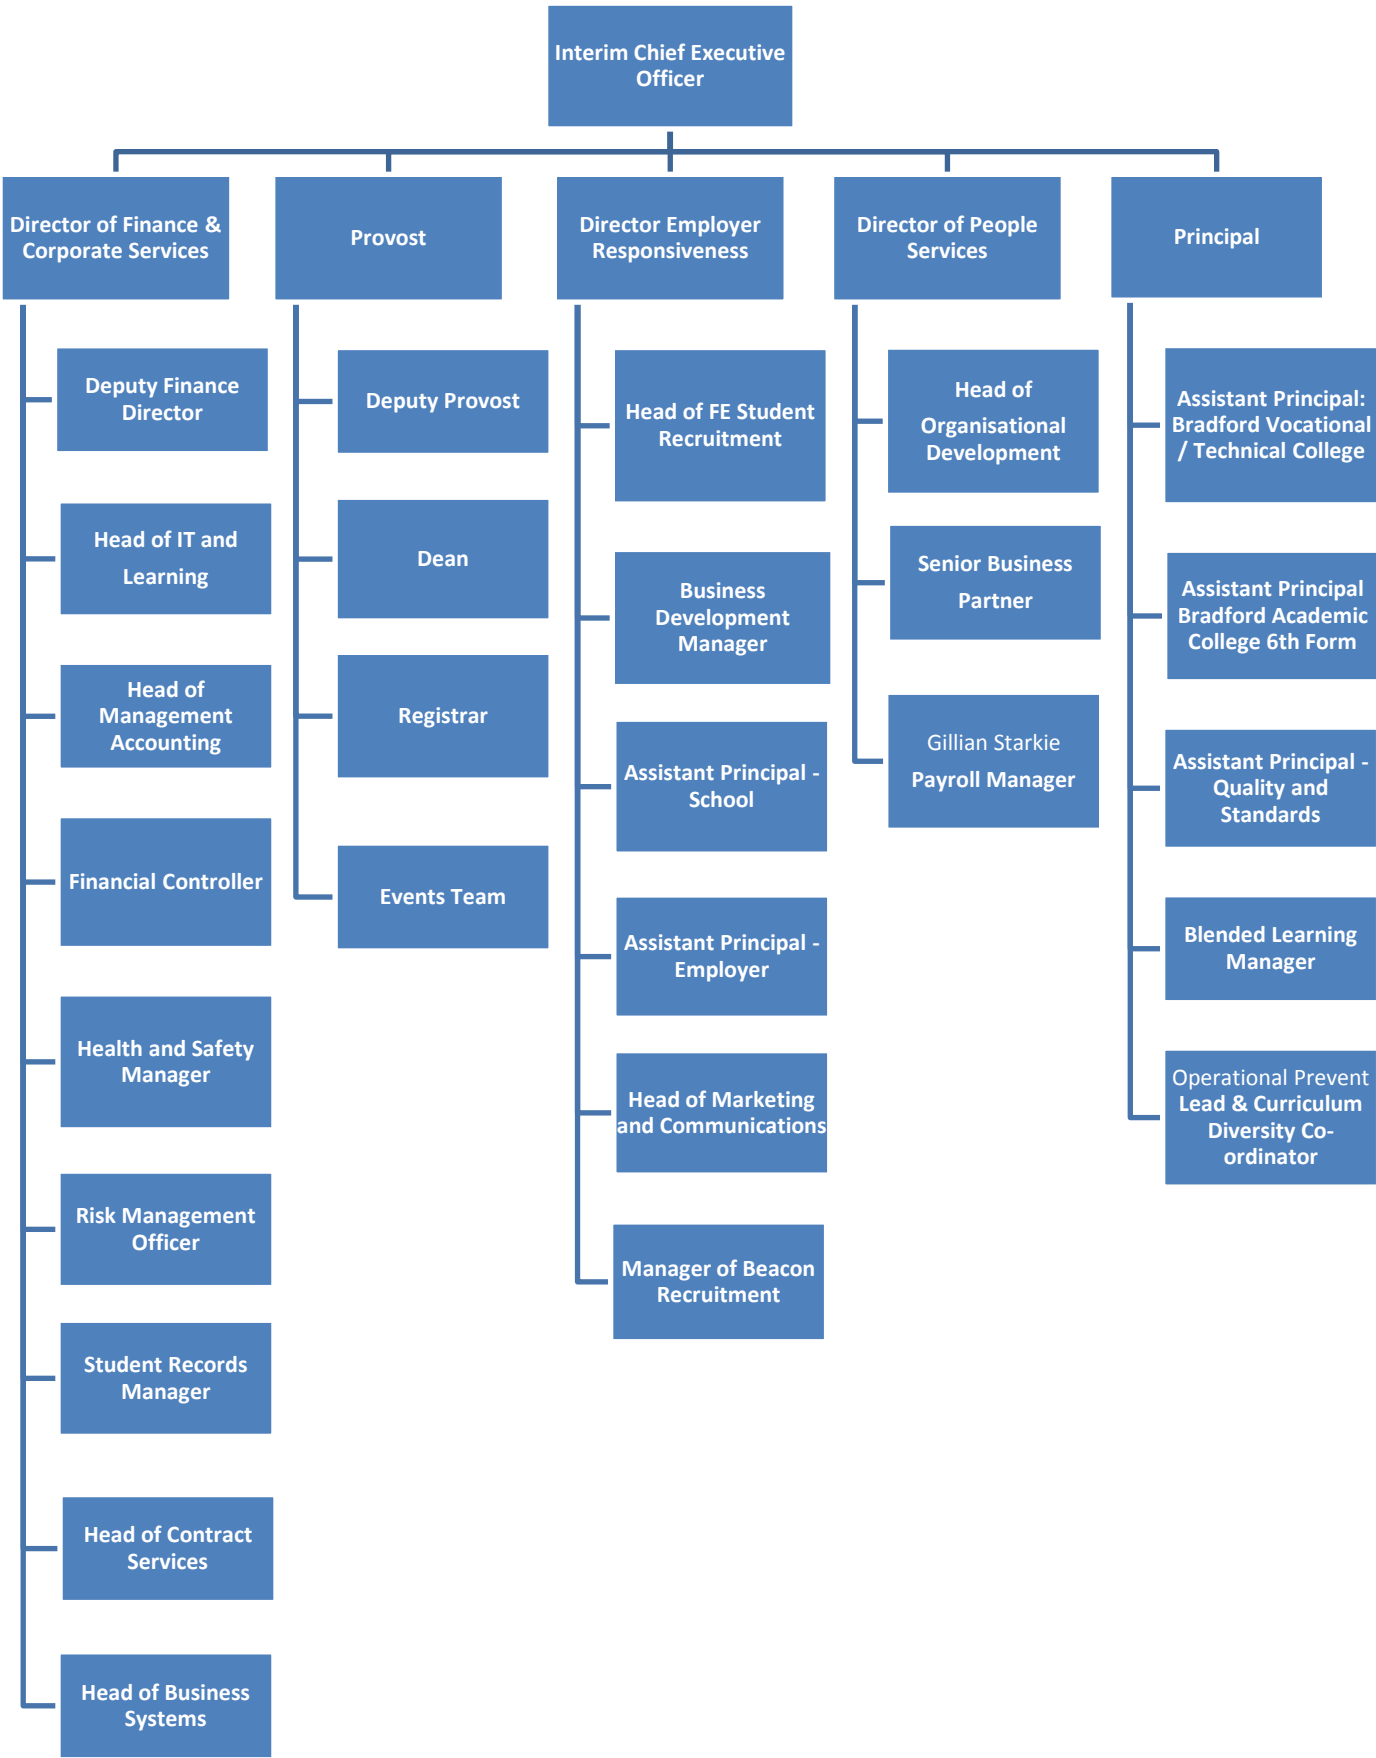 Interim Chief Executive
Officer
Director of Finance &
Corporate Services
Provost
Director Employer
Responsiveness
Director of People
Services
Principal
Deputy Finance
Director
Head of IT and
Learning
Head of
Management
Accounting
Financial Controller
Health and Safety
Manager
Risk Management
Officer
Student Records
Manager
Head of Contract
Services
Head of Business
Systems
Deputy Provost
Dean
Registrar
Events Team
Head of FE Student
Recruitment
Business
Development
Manager
Assistant Principal -
School
Assistant Principal -
Employer
Head of Marketing
and Communications
Manager of Beacon
Recruitment
Head of
Organisational
Development
Senior Business
Partner
Gillian Starkie
Payroll Manager
Assistant Principal:
Bradford Vocational
/ Technical College
Assistant Principal
Bradford Academic
College 6th Form
Assistant Principal -
Quality and
Standards
Blended Learning
Manager
Operational Prevent
Lead & Curriculum
Diversity Co-
ordinator